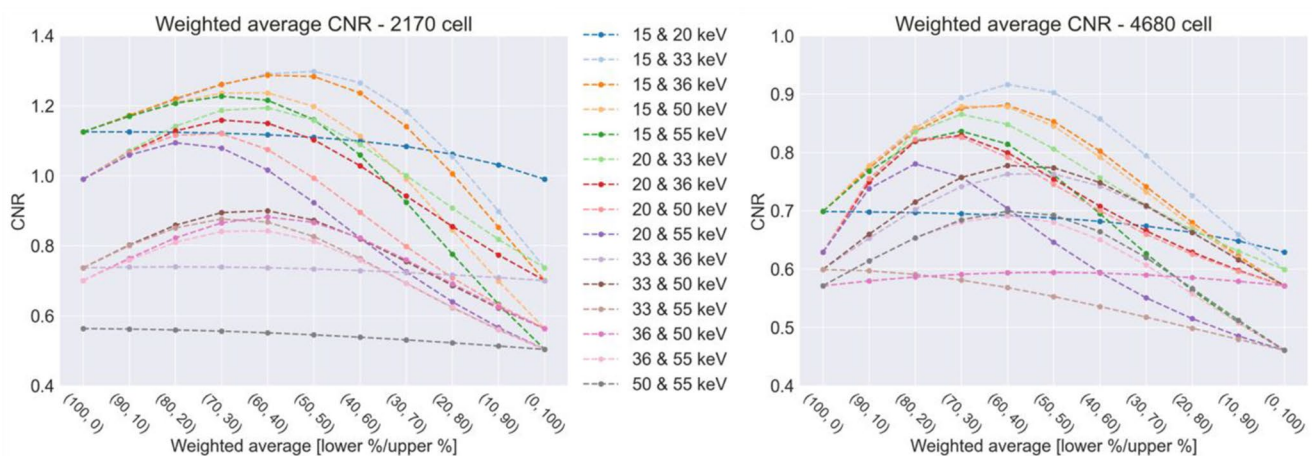 Weighted average CNR - 2170 cell
CNR
1.4
1.2
1.0
0.8
0.6
0.4
(100, 0)
(90, 10)
(80, 20)
(70, 30)
(60, 40)
(50, 50)
(40, 60)
(30, 70)
(20, 80)
(10, 90)
(0, 100)
Weighted average [lower %/upper %]
15 & 20 keV
15 & 33 keV
15 & 36 keV
15 & 50 keV
15 & 55 keV
20 & 33 keV
20 & 36 keV
20 & 50 keV
20 & 55 keV
33 & 36 keV
33 & 50 keV
33 & 55 keV
36 & 50 keV
36 & 55 keV
50 & 55 keV
Weighted average CNR - 4680 cell
CNR
1.0
0.9
0.8
0.7
0.6
0.5
0.4
(100, 0)
(90, 10)
(80, 20)
(70, 30)
(60, 40)
(50, 50)
(40, 60)
(30, 70)
(20, 80)
(10, 90)
(0, 100)
Weighted average [lower %/upper %]